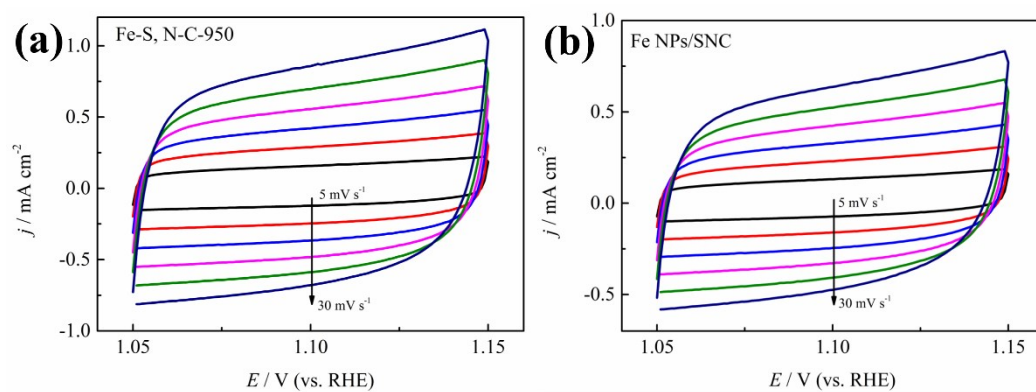 (a)
Fe-S, N-C-950
1.0
0.5
0.0
-0.5
-1.0
j / mA cm⁻²
5 mV s⁻¹
30 mV s⁻¹
1.05
1.10
1.15
E / V (vs. RHE)
(b)
Fe NPs/SNC
1.0
0.5
0.0
-0.5
j / mA cm⁻²
5 mV s⁻¹
30 mV s⁻¹
1.05
1.10
1.15
E / V (vs. RHE)